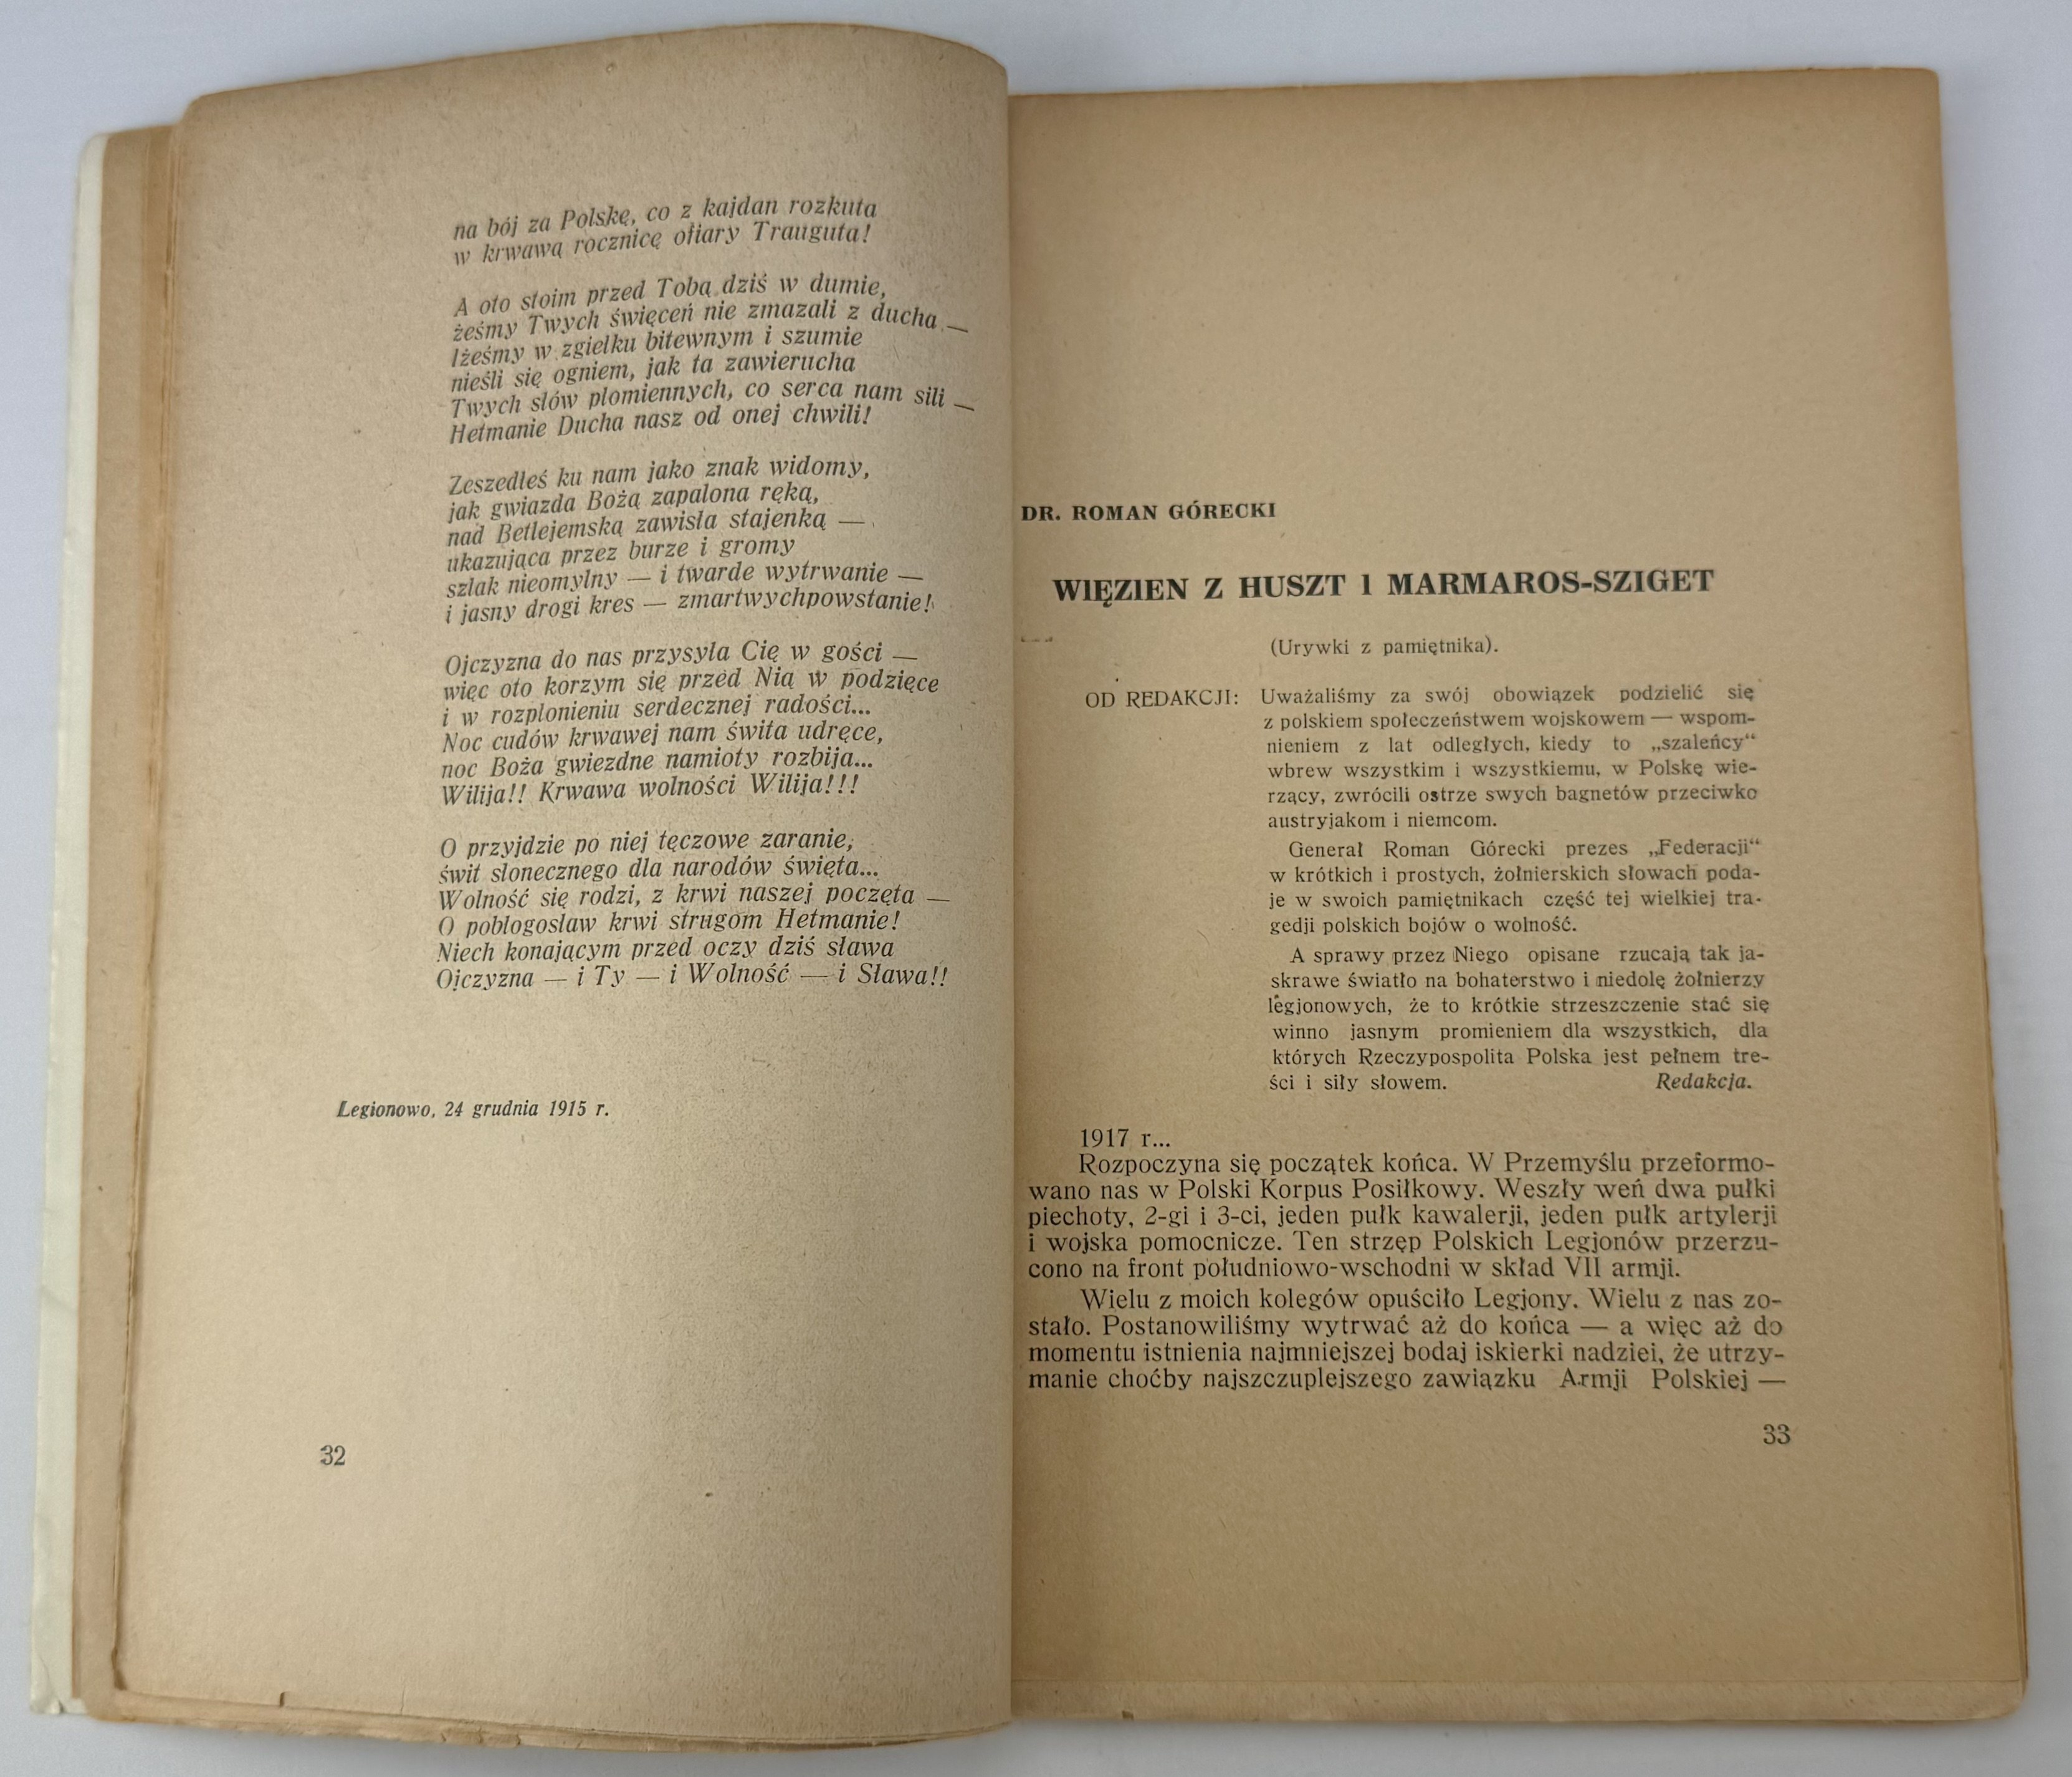 na bój za Polskę, co z kajdan rozkuta
w krwawą rocznicę ofiary Trauguta!
A oto stoim przed Tobą dziś w dumie,
żeśmy Twych święceń nie zmazali z ducha —
Iżeśmy w zgiełku bitewnym i szumie
nieśli się ogniem, jak ta zawierucha
Twych słów płomiennych, co serca nam sili —
Hetmanie Ducha nasz od onej chwili!
Zeszedłeś ku nam jako znak widomy,
jak gwiazda Bożą zapalona ręką,
nad Betlejemską zawisła stajenką —
ukazująca przez burze i gromy
szlak nieomylny — i twarde wytrwanie —
i jasny drogi kres — zmartwychpowstanie!
Ojczyzna do nas przysyła Cię w gości —
więc oto korzym się przed Nią w podzięce
i w rozpłonieniu serdecznej radości...
Noc cudów krwawej nam świta udręce,
noc Boża gwiezdne namioty rozbija...
Wilija!! Krwawa wolności Wilija!!!
O przyjdzie po niej tęczowe zaranie,
świt słonecznego dla narodów święta...
Wolność się rodzi, z krwi naszej poczęta —
O pobłogosław krwi strugom Hetmanie!
Niech konającym przed oczy dziś sława
Ojczyzna — i Ty — i Wolność — i Sława!!
Legionowo, 24 grudnia 1915 r.
32
DR. ROMAN GÓRECKI
WIĘZIEN Z HUSZT I MARMAROS-SZIGET
(Urywki z pamiętnika).
OD REDAKCJI: Uważaliśmy za swój obowiązek podzielić się
z polskiem społeczeństwem wojskowem — wspom-
nieniem z lat odległych, kiedy to „szaleńcy“
wbrew wszystkim i wszystkiemu, w Polskę wie-
rzący, zwrócili ostrze swych bagnetów przeciwko
austryjakom i niemcom.
Generał Roman Górecki prezes „Federacji“
w krótkich i prostych, żołnierskich słowach poda-
je w swoich pamiętnikach część tej wielkiej tra-
gedji polskich bojów o wolność.
A sprawy przez Niego opisane rzucają tak ja-
skrawe światło na bohaterstwo i niedolę żołnierzy
legjonowych, że to krótkie strzeszczenie stać się
winno jasnym promieniem dla wszystkich, dla
których Rzeczypospolita Polska jest pełnem tre-
ści i siły słowem. Redakcja.
1917 r...
Rozpoczyna się początek końca. W Przemyślu przeformo-
wano nas w Polski Korpus Posiłkowy. Weszły weń dwa pułki
piechoty, 2-gi i 3-ci, jeden pułk kawalerji, jeden pułk artylerji
i wojska pomocnicze. Ten strzęp Polskich Legjonów przerzu-
cono na front południowo-wschodni w skład VII armji.
Wielu z moich kolegów opuściło Legjony. Wielu z nas zo-
stało. Postanowiliśmy wytrwać aż do końca — a więc aż do
momentu istnienia najmniejszej bodaj iskierki nadziei, że utrzy-
manie choćby najszczuplejszego zawiązku Armji Polskiej —
33